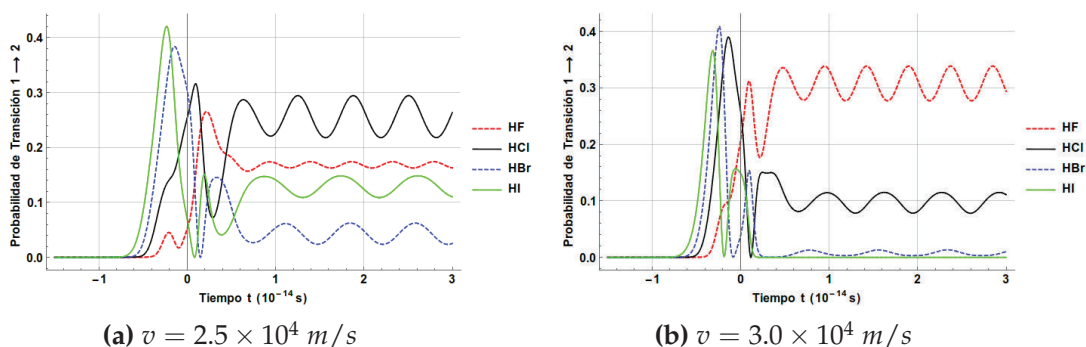 Probabilidad de Transición 1 ⟶ 2
0.4
0.3
0.2
0.1
0.0
−1
0
1
2
3
Tiempo t (10⁻¹⁴ s)
HF
HCl
HBr
HI
(a) v = 2.5 × 10⁴ m/s
Probabilidad de Transición 1 ⟶ 2
0.4
0.3
0.2
0.1
0.0
−1
0
1
2
3
Tiempo t (10⁻¹⁴ s)
HF
HCl
HBr
HI
(b) v = 3.0 × 10⁴ m/s